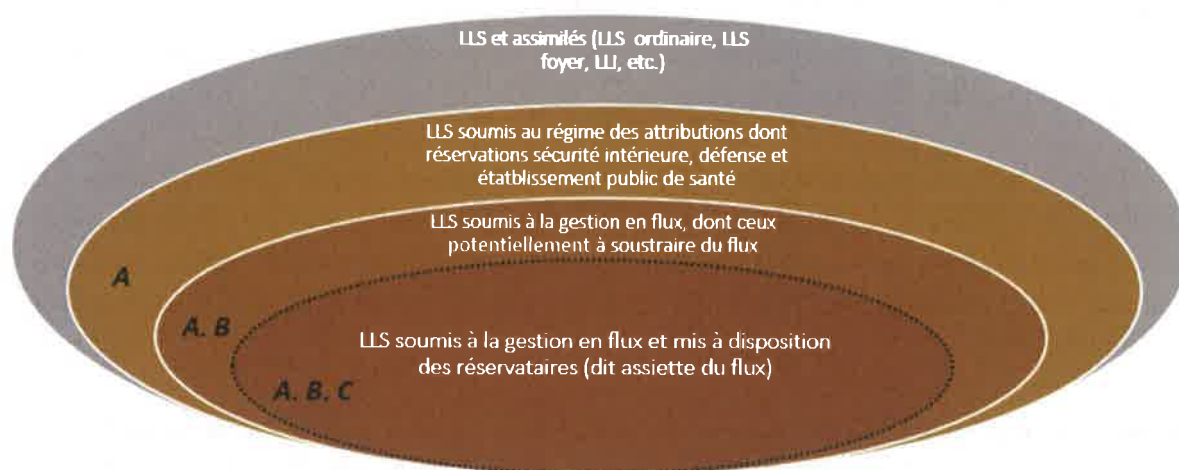 LLS et assimilés (LLS ordinaire, LLS
foyer, LLI, etc.)
LLS soumis au régime des attributions dont
réservations sécurité intérieure, défense et
étatblissement public de santé
LLS soumis à la gestion en flux, dont ceux
potentiellement à soustraire du flux
A
A. B
LLS soumis à la gestion en flux et mis à disposition
des réservataires (dit assiette du flux)
A. B. C